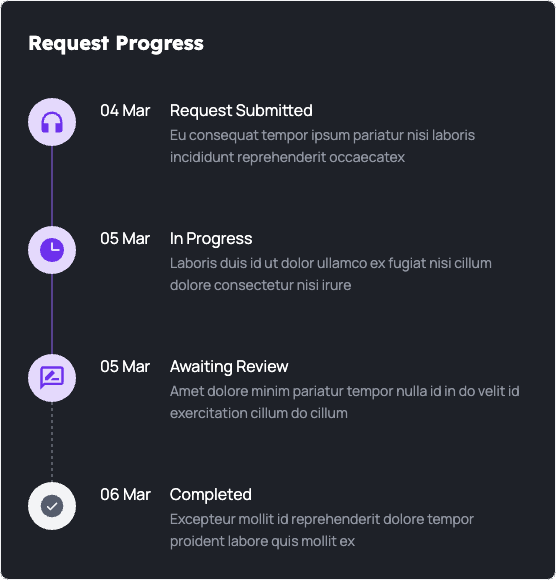 Request Progress
04 Mar Request Submitted
Eu consequat tempor ipsum pariatur nisi laboris
incididunt reprehenderit occaecatex
05 Mar In Progress
Laboris duis id ut dolor ullamco ex fugiat nisi cillum
dolore consectetur nisi irure
05 Mar Awaiting Review
Amet dolore minim pariatur tempor nulla id in do velit id
exercitation cillum do cillum
06 Mar Completed
Excepteur mollit id reprehenderit dolore tempor
proident labore quis mollit ex